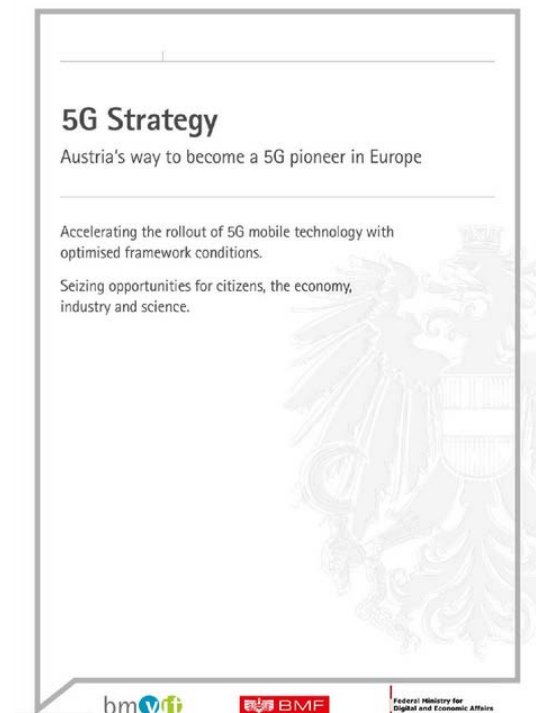 5G Strategy
Austria's way to become a 5G pioneer in Europe
Accelerating the rollout of 5G mobile technology with
optimised framework conditions.
Seizing opportunities for citizens, the economy,
industry and science.
bmvit
BMF
Federal Ministry for
Digital and Economic Affairs